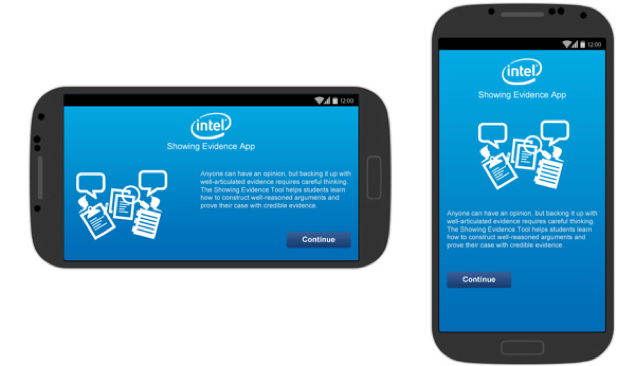 12:00
intel
Showing Evidence App
Anyone can have an opinion, but backing it up with
well-articulated evidence requires careful thinking.
The Showing Evidence Tool helps students learn
how to construct well-reasoned arguments and
prove their case with credible evidence.
Continue
12:00
intel
Showing Evidence App
Anyone can have an opinion, but backing it up with
well-articulated evidence requires careful thinking.
The Showing Evidence Tool helps students learn
how to construct well-reasoned arguments and
prove their case with credible evidence.
Continue